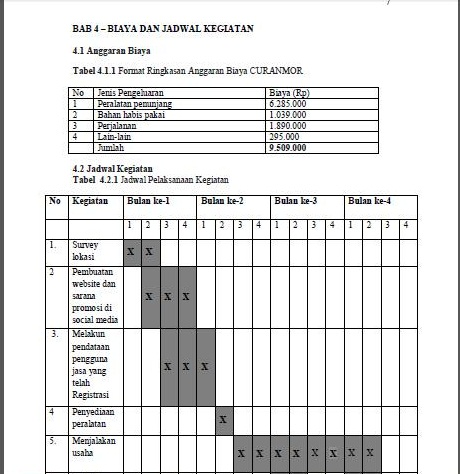 BAB 4 – BIAYA DAN JADWAL KEGIATAN
4.1 Anggaran Biaya
Tabel 4.1.1 Format Ringkasan Anggaran Biaya CURANMOR
No Jenis Pengeluaran Biaya (Rp)
1 Peralatan penunjang 6.285.000
2 Bahan habis pakai 1.039.000
3 Perjalanan 1.890.000
4 Lain-lain 295.000
Jumlah 9.509.000
4.2 Jadwal Kegiatan
Tabel 4.2.1 Jadwal Pelaksanaan Kegiatan
No Kegiatan Bulan ke-1 Bulan ke-2 Bulan ke-3 Bulan ke-4
1 2 3 4 1 2 3 4 1 2 3 4 1 2 3 4
1. Survey
lokasi X X
2 Pembuatan
website dan
sarana X X X
promosi di
social media
3. Melakun
pendataan
pengguna
jasa yang X X X
telah
Registrasi
4 Penyediaan
peralatan X
5. Menjalakan
usaha X X X X X X X X